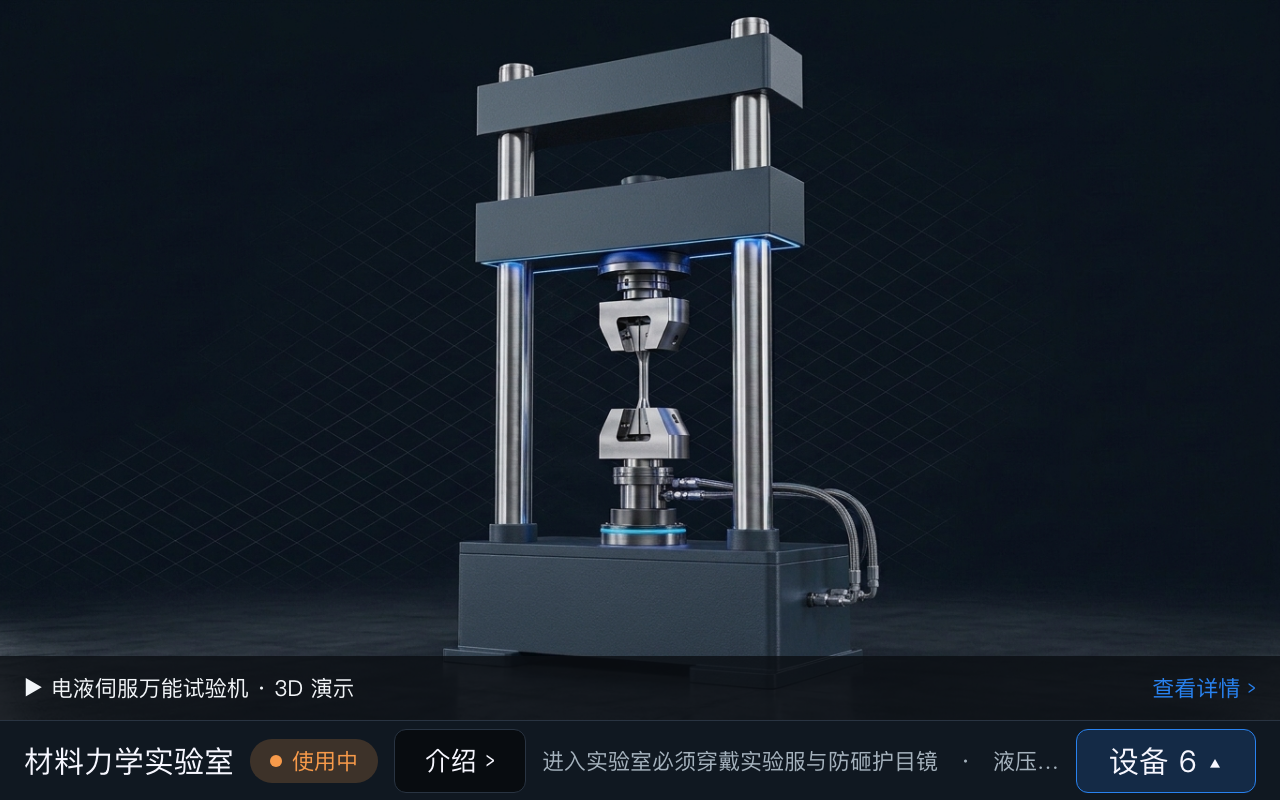 ▶ 电液伺服万能试验机 · 3D 演示
查看详情 >
材料力学实验室
使用中
介绍 >
进入实验室必须穿戴实验服与防砸护目镜 · 液压...
设备 6 ▲